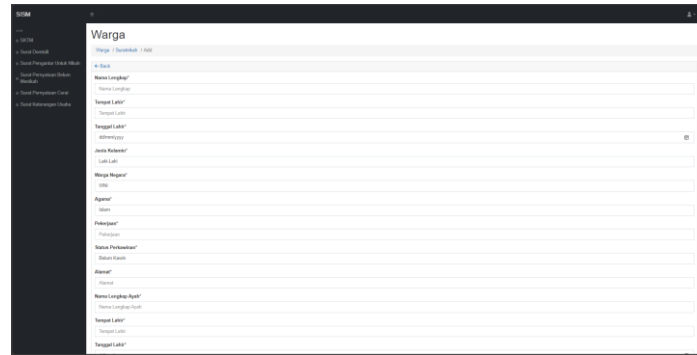 SISM
SKTM
Surat Domisili
Surat Pengantar Untuk Nikah
Surat Pernyataan Belum
Menikah
Surat Pernyataan Cerai
Surat Keterangan Usaha
Warga
Warga / Suratnikah / Add
Back
Nama Lengkap*
Nama Lengkap
Tempat Lahir*
Tempat Lahir
Tanggal Lahir*
dd/mm/yyyy
Jenis Kelamin*
Laki-Laki
Warga Negara*
WNI
Agama*
Islam
Pekerjaan*
Pekerjaan
Status Perkawinan*
Belum Kawin
Alamat*
Alamat
Nama Lengkap Ayah*
Nama Lengkap Ayah
Tempat Lahir*
Tempat Lahir
Tanggal Lahir*